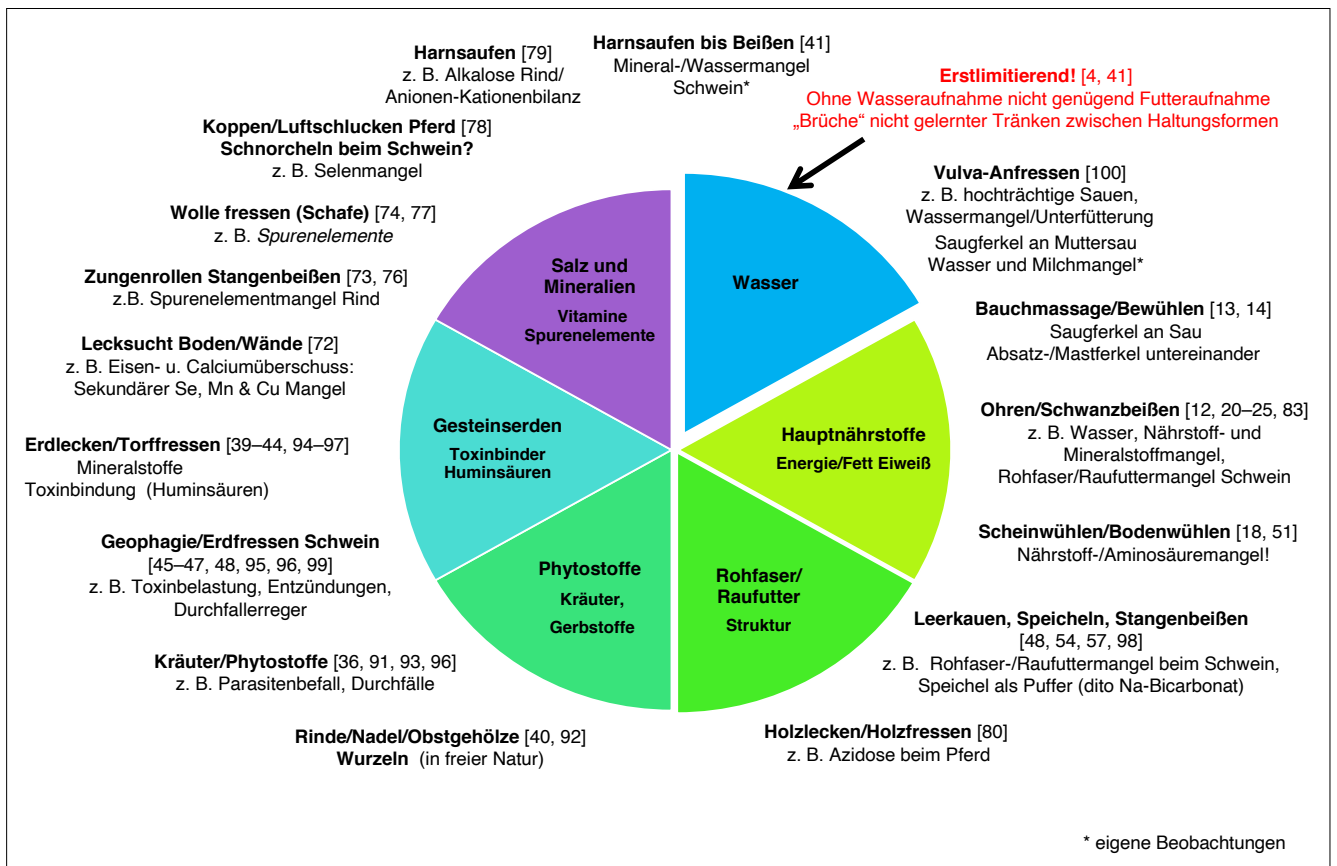 Harnsaufen [79]
z. B. Alkalose Rind/
Anionen-Kationenbilanz
Harnsaufen bis Beißen [41]
Mineral-/Wassermangel
Schwein*
Erstlimitierend! [4, 41]
Ohne Wasseraufnahme nicht genügend Futteraufnahme
„Brüche“ nicht gelernter Tränken zwischen Haltungsformen
Koppen/Luftschlucken Pferd [78]
Schnorcheln beim Schwein?
z. B. Selenmangel
Wolle fressen (Schafe) [74, 77]
z. B. Spurenelemente
Zungenrollen Stangenbeißen [73, 76]
z.B. Spurenelementmangel Rind
Lecksucht Boden/Wände [72]
z. B. Eisen- u. Calciumüberschuss:
Sekundärer Se, Mn & Cu Mangel
Erdlecken/Torffressen [39–44, 94–97]
Mineralstoffe
Toxinbindung (Huminsäuren)
Geophagie/Erdfressen Schwein
[45–47, 48, 95, 96, 99]
z. B. Toxinbelastung, Entzündungen,
Durchfallerreger
Kräuter/Phytostoffe [36, 91, 93, 96]
z. B. Parasitenbefall, Durchfälle
Rinde/Nadel/Obstgehölze [40, 92]
Wurzeln (in freier Natur)
Salz und
Mineralien
Vitamine
Spurenelemente
Wasser
Gesteinserden
Toxinbinder
Huminsäuren
Hauptnährstoffe
Energie/Fett Eiweiß
Phytostoffe
Kräuter,
Gerbstoffe
Rohfaser/
Raufutter
Struktur
Vulva-Anfressen [100]
z. B. hochträchtige Sauen,
Wassermangel/Unterfütterung
Saugferkel an Muttersau
Wasser und Milchmangel*
Bauchmassage/Bewühlen [13, 14]
Saugferkel an Sau
Absatz-/Mastferkel untereinander
Ohren/Schwanzbeißen [12, 20–25, 83]
z. B. Wasser, Nährstoff- und
Mineralstoffmangel,
Rohfaser/Raufuttermangel Schwein
Scheinwühlen/Bodenwühlen [18, 51]
Nährstoff-/Aminosäuremangel!
Leerkauen, Speicheln, Stangenbeißen
[48, 54, 57, 98]
z. B. Rohfaser-/Raufuttermangel beim Schwein,
Speichel als Puffer (dito Na-Bicarbonat)
Holzlecken/Holzfressen [80]
z. B. Azidose beim Pferd
* eigene Beobachtungen